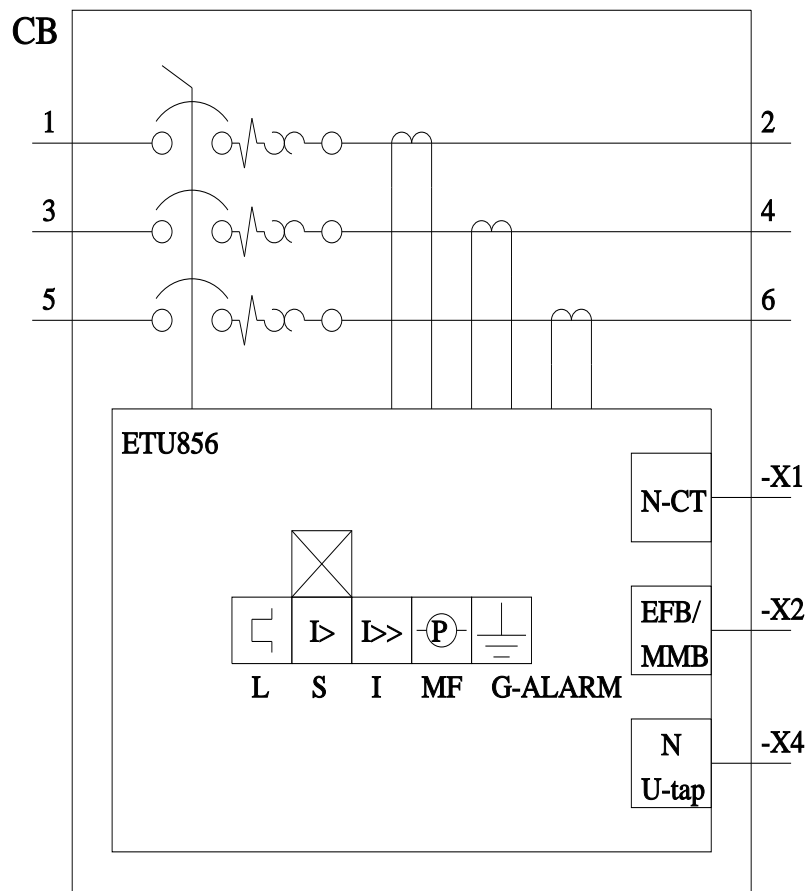 CB
1 2
3 4
5 6
ETU856
N-CT -X1
EFB/ -X2
MMB
I> I>> P
L S I MF G-ALARM
N -X4
U-tap